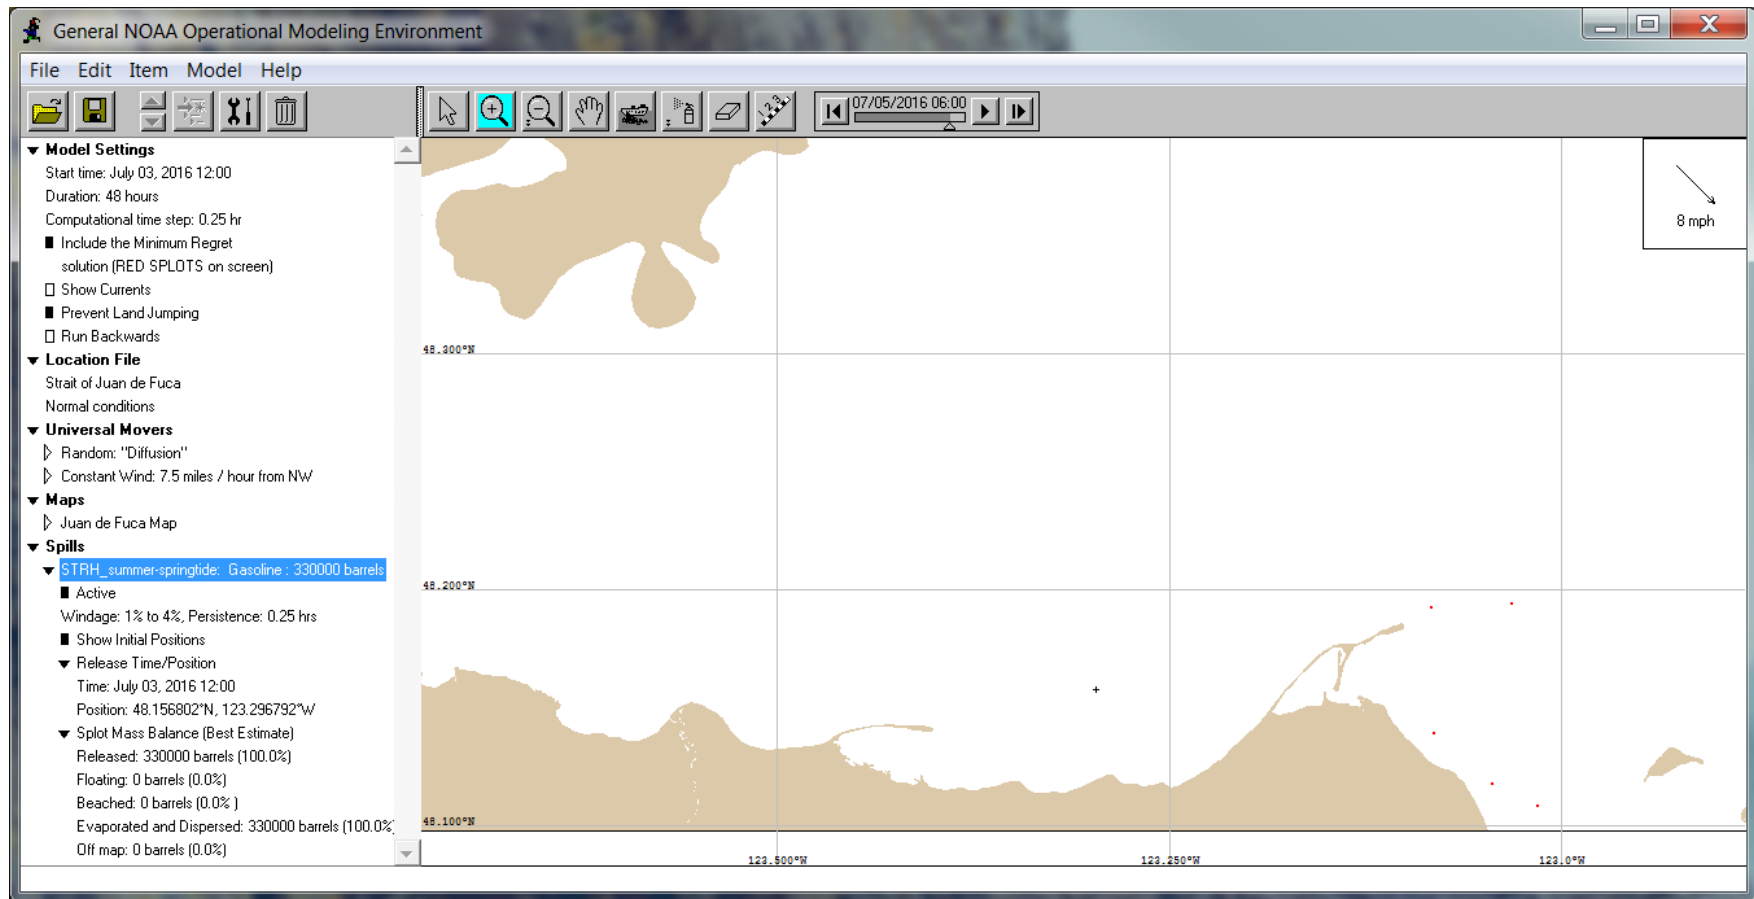 General NOAA Operational Modeling Environment
File Edit Item Model Help
07/05/2016 06:00
Model Settings
Start time: July 03, 2016 12:00
Duration: 48 hours
Computational time step: 0.25 hr
Include the Minimum Regret
solution (RED SPLOTS on screen)
Show Currents
Prevent Land Jumping
Run Backwards
Location File
Strait of Juan de Fuca
Normal conditions
Universal Movers
Random: "Diffusion"
Constant Wind: 7.5 miles / hour from NW
Maps
Juan de Fuca Map
Spills
STRH_summer-springtide: Gasoline : 330000 barrels
Active
Windage: 1% to 4%, Persistence: 0.25 hrs
Show Initial Positions
Release Time/Position
Time: July 03, 2016 12:00
Position: 48.156802°N, 123.296792°W
Splot Mass Balance (Best Estimate)
Released: 330000 barrels (100.0%)
Floating: 0 barrels (0.0%)
Beached: 0 barrels (0.0% )
Evaporated and Dispersed: 330000 barrels (100.0%)
Off map: 0 barrels (0.0%)
8 mph
48.300°N
48.200°N
48.100°N
123.500°W
123.250°W
123.0°W